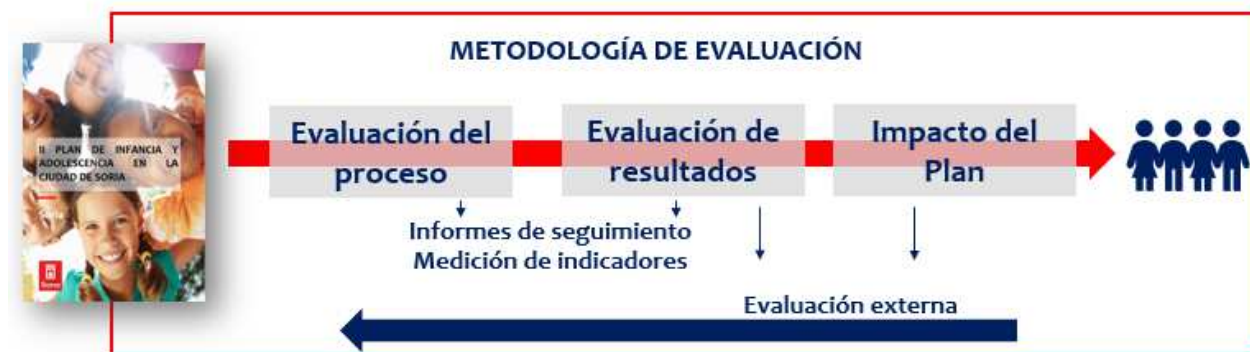 METODOLOGÍA DE EVALUACIÓN
II PLAN DE INFANCIA Y
ADOLESCENCIA EN LA
CIUDAD DE SORIA
Evaluación del
proceso
Evaluación de
resultados
Impacto del
Plan
Informes de seguimiento
Medición de indicadores
Evaluación externa